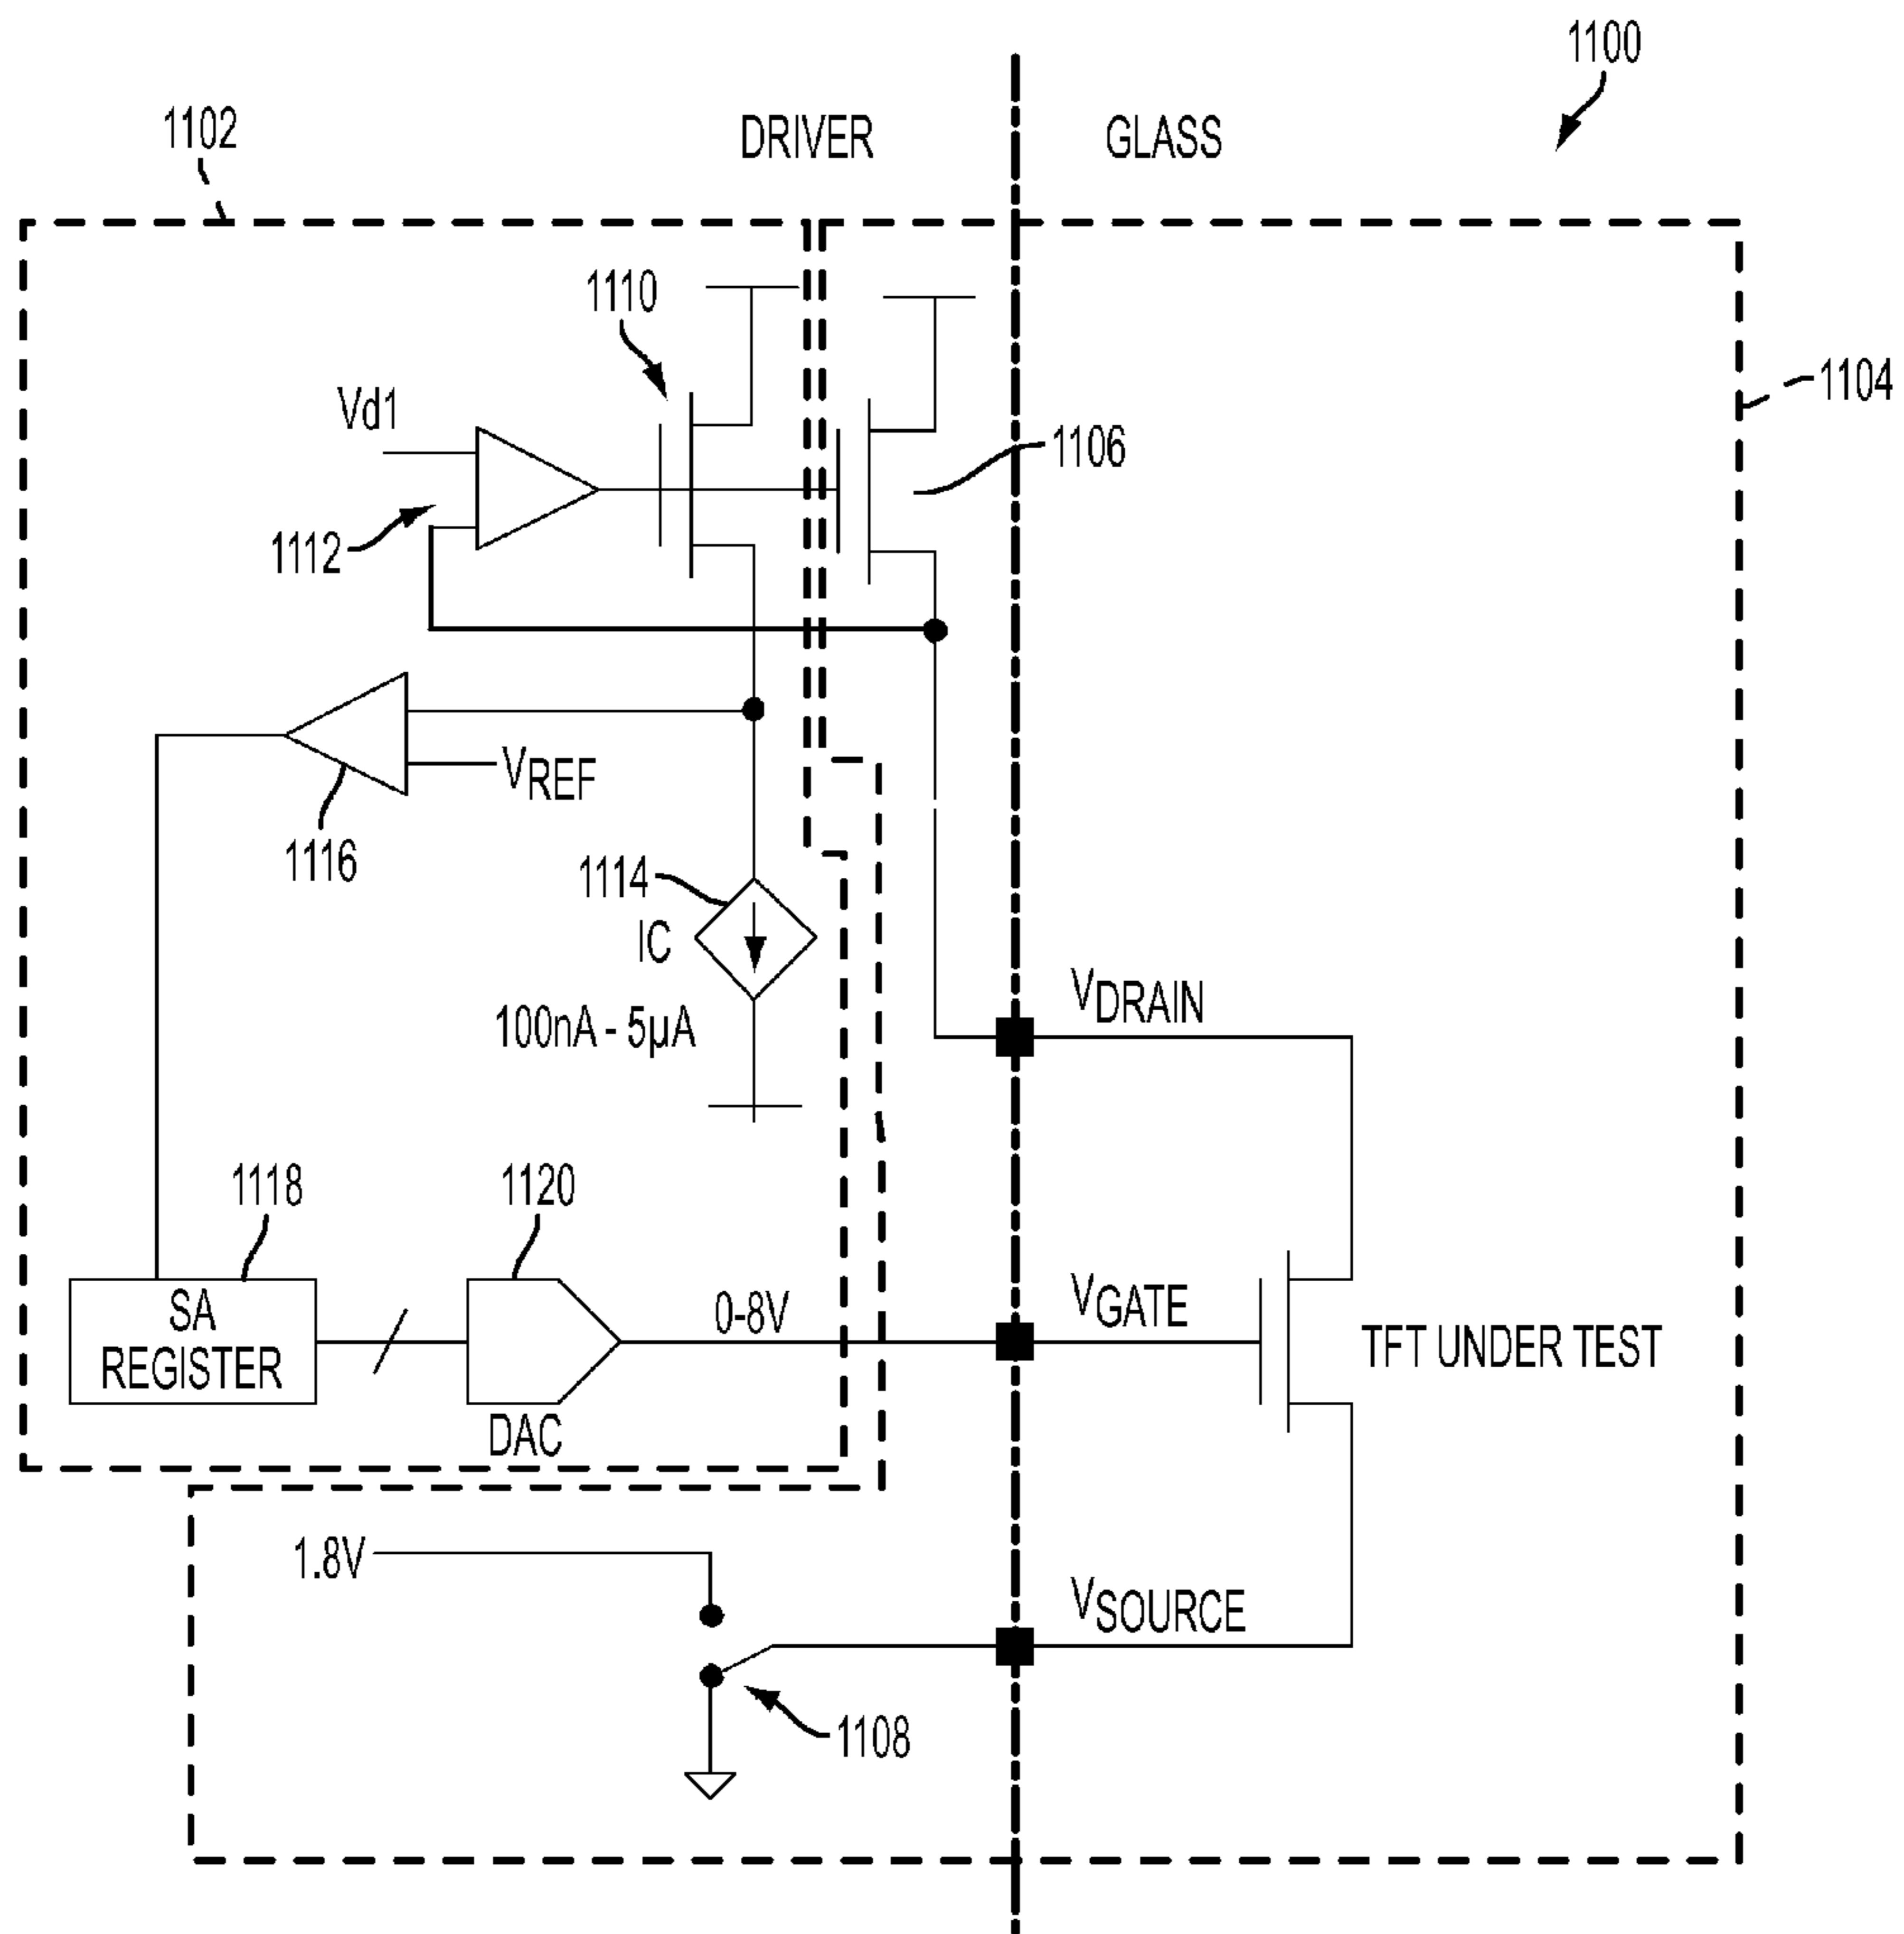 1100
1102
DRIVER
GLASS
1110
Vd1
1104
1106
1112
VREF
1116
1114
IC
100nA - 5µA
VDRAIN
1118
1120
SA
REGISTER
0-8V
VGATE
TFT UNDER TEST
DAC
1.8V
VSOURCE
1108